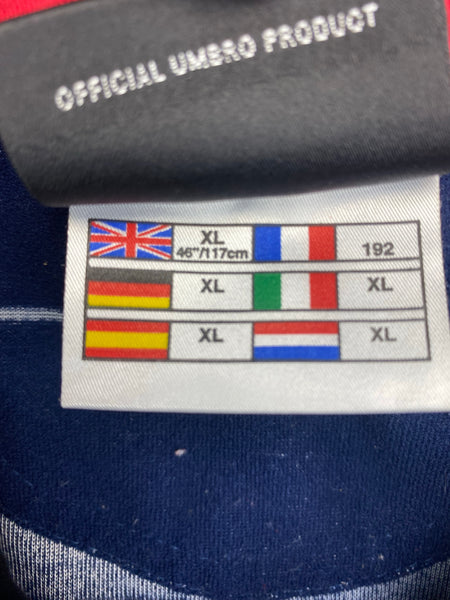 OFFICIAL UMBRO PRODUCT
XL
46"/117cm
192
XL
XL
XL
XL